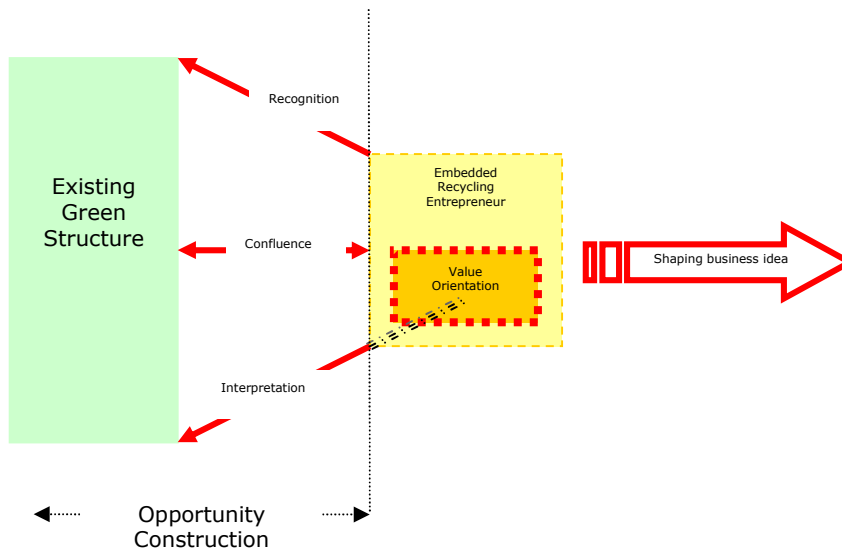 Recognition
Existing
Green
Structure
Embedded
Recycling
Entrepreneur
Confluence
Value
Orientation
Shaping business idea
Interpretation
Opportunity
Construction